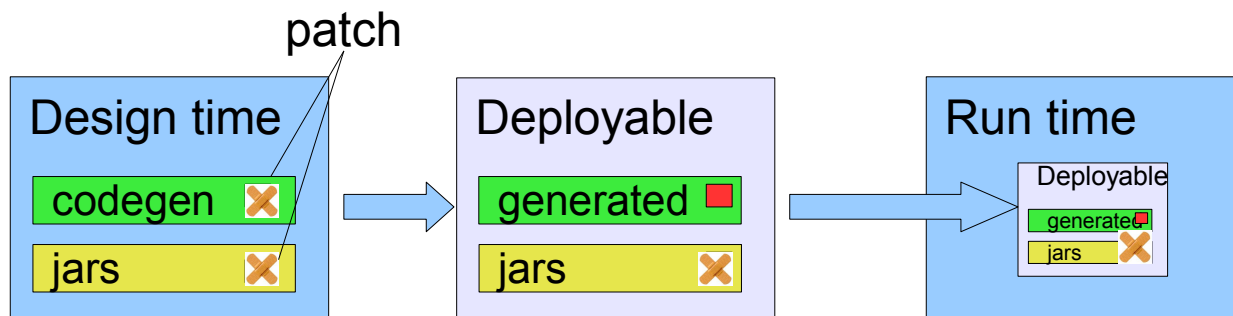 patch
Design time
codegen
jars
Deployable
generated
jars
Run time
Deployable
generated
jars